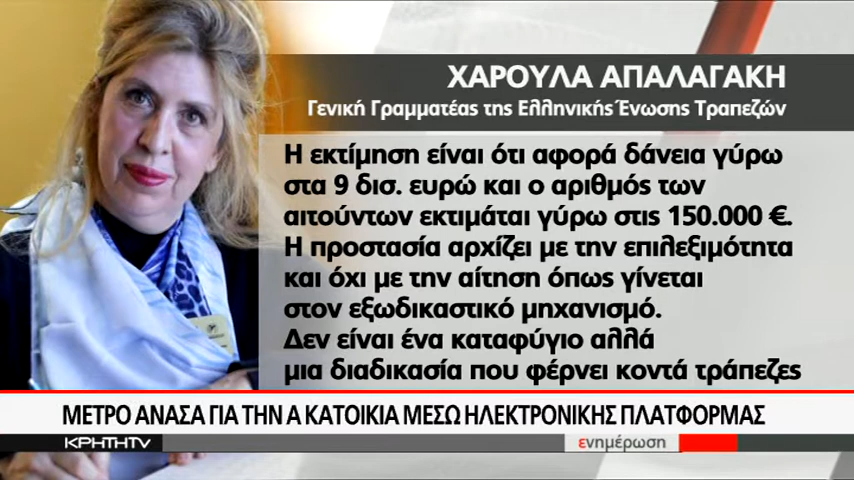 ΧΑΡΟΥΛΑ ΑΠΑΛΑΓΑΚΗ
Γενική Γραμματέας της Ελληνικής Ένωσης Τραπεζών
Η εκτίμηση είναι ότι αφορά δάνεια γύρω
στα 9 δισ. ευρώ και ο αριθμός των
αιτούντων εκτιμάται γύρω στις 150.000 €.
Η προστασία αρχίζει με την επιλεξιμότητα
και όχι με την αίτηση όπως γίνεται
στον εξωδικαστικό μηχανισμό.
Δεν είναι ένα καταφύγιο αλλά
μια διαδικασία που φέρνει κοντά τράπεζες
ΜΕΤΡΟ ΑΝΑΣΑ ΓΙΑ ΤΗΝ Α ΚΑΤΟΙΚΙΑ ΜΕΣΩ ΗΛΕΚΤΡΟΝΙΚΗΣ ΠΛΑΤΦΟΡΜΑΣ
ΚΡΗΤΗTV
ενημέρωση